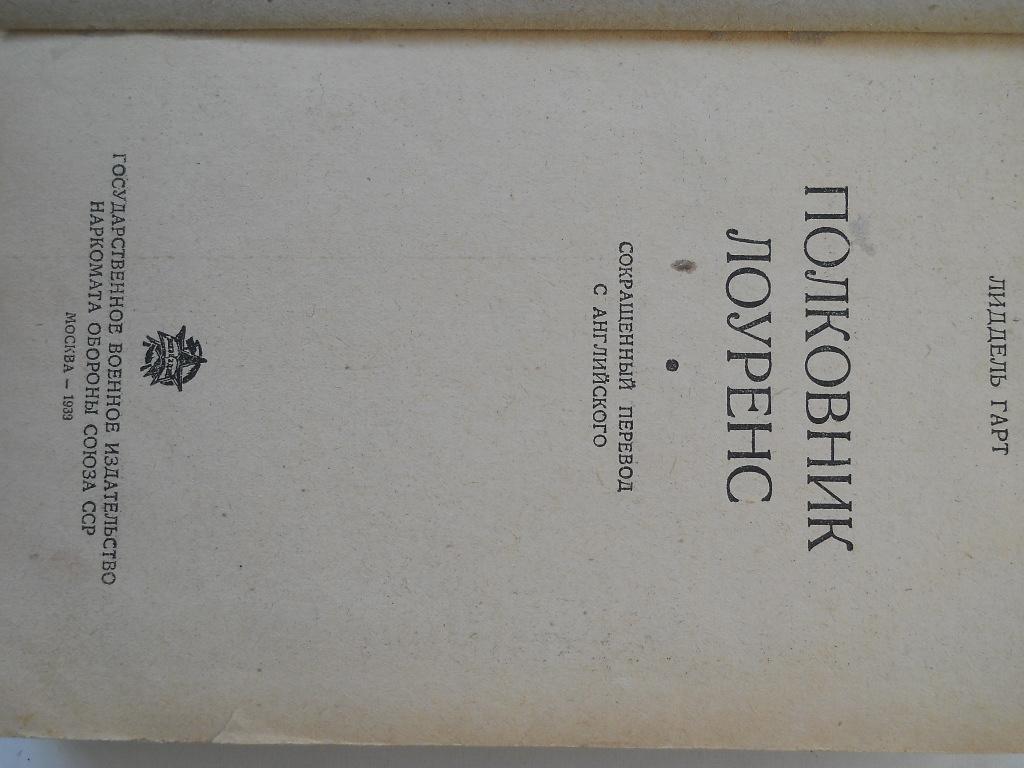 ЛИДДЕЛЬ ГАРТ
ПОЛКОВНИК
ЛОУРЕНС
СОКРАЩЕННЫЙ ПЕРЕВОД
С АНГЛИЙСКОГО
ГОСУДАРСТВЕННОЕ ВОЕННОЕ ИЗДАТЕЛЬСТВО
НАРКОМАТА ОБОРОНЫ СОЮЗА ССР
МОСКВА — 1939